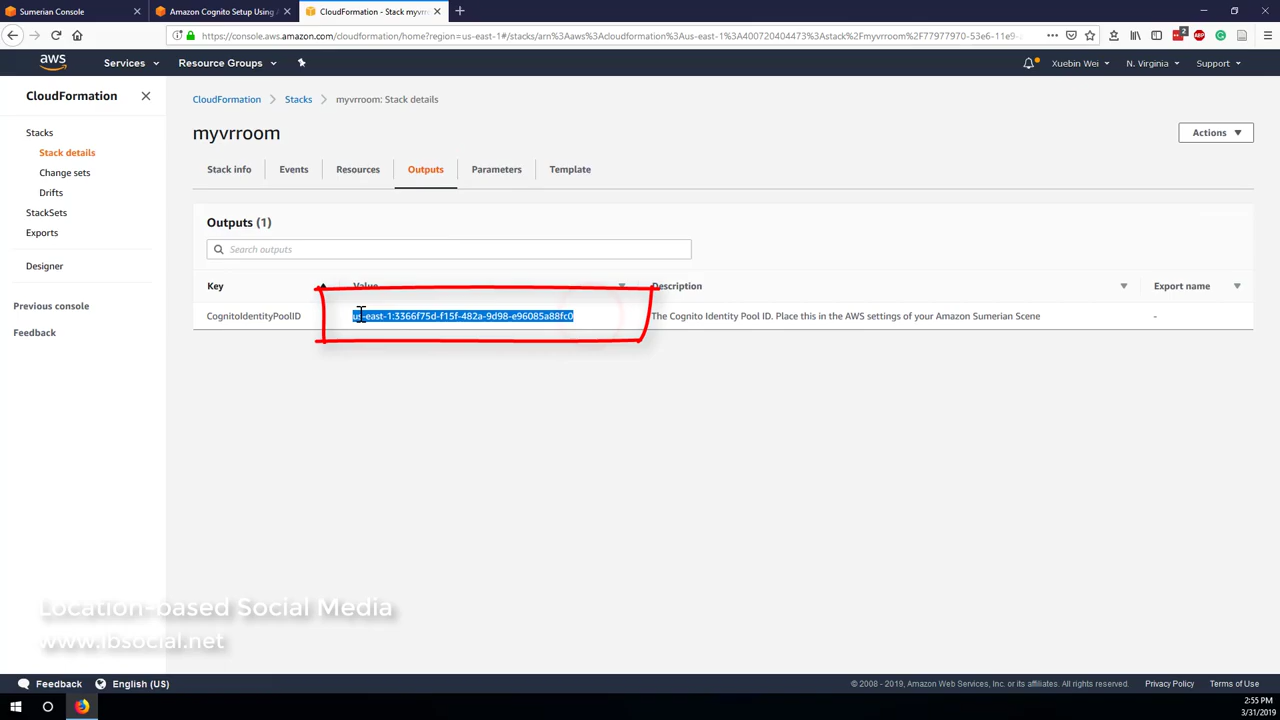 Sumerian Console
Amazon Cognito Setup Using
CloudFormation - Stack myvrr
https://console.aws.amazon.com/cloudformation/home?region=us-east-1#/stacks/arn%3Aaws%3Acloudformation%3Aus-east-1%3A400720404473%3Astack%2Fmyvrroom%2F77977970-53e6-11e9-
2
aws
Services
Resource Groups
Xuebin Wei
N. Virginia
Support
CloudFormation
CloudFormation
Stacks
myvrroom: Stack details
Stacks
Stack details
Change sets
Drifts
StackSets
Exports
Designer
Previous console
Feedback
myvrroom
Actions
Stack info
Events
Resources
Outputs
Parameters
Template
Outputs (1)
Search outputs
Key
Value
Description
Export name
CognitoIdentityPoolID
us-east-1:3366f75d-f15f-482a-9d98-e96085a88fc0
The Cognito Identity Pool ID. Place this in the AWS settings of your Amazon Sumerian Scene
-
Location-based Social Media
www.lbsocial.net
Feedback
English (US)
© 2008 - 2019, Amazon Web Services, Inc. or its affiliates. All rights reserved.
Privacy Policy
Terms of Use
2:55 PM
3/31/2019